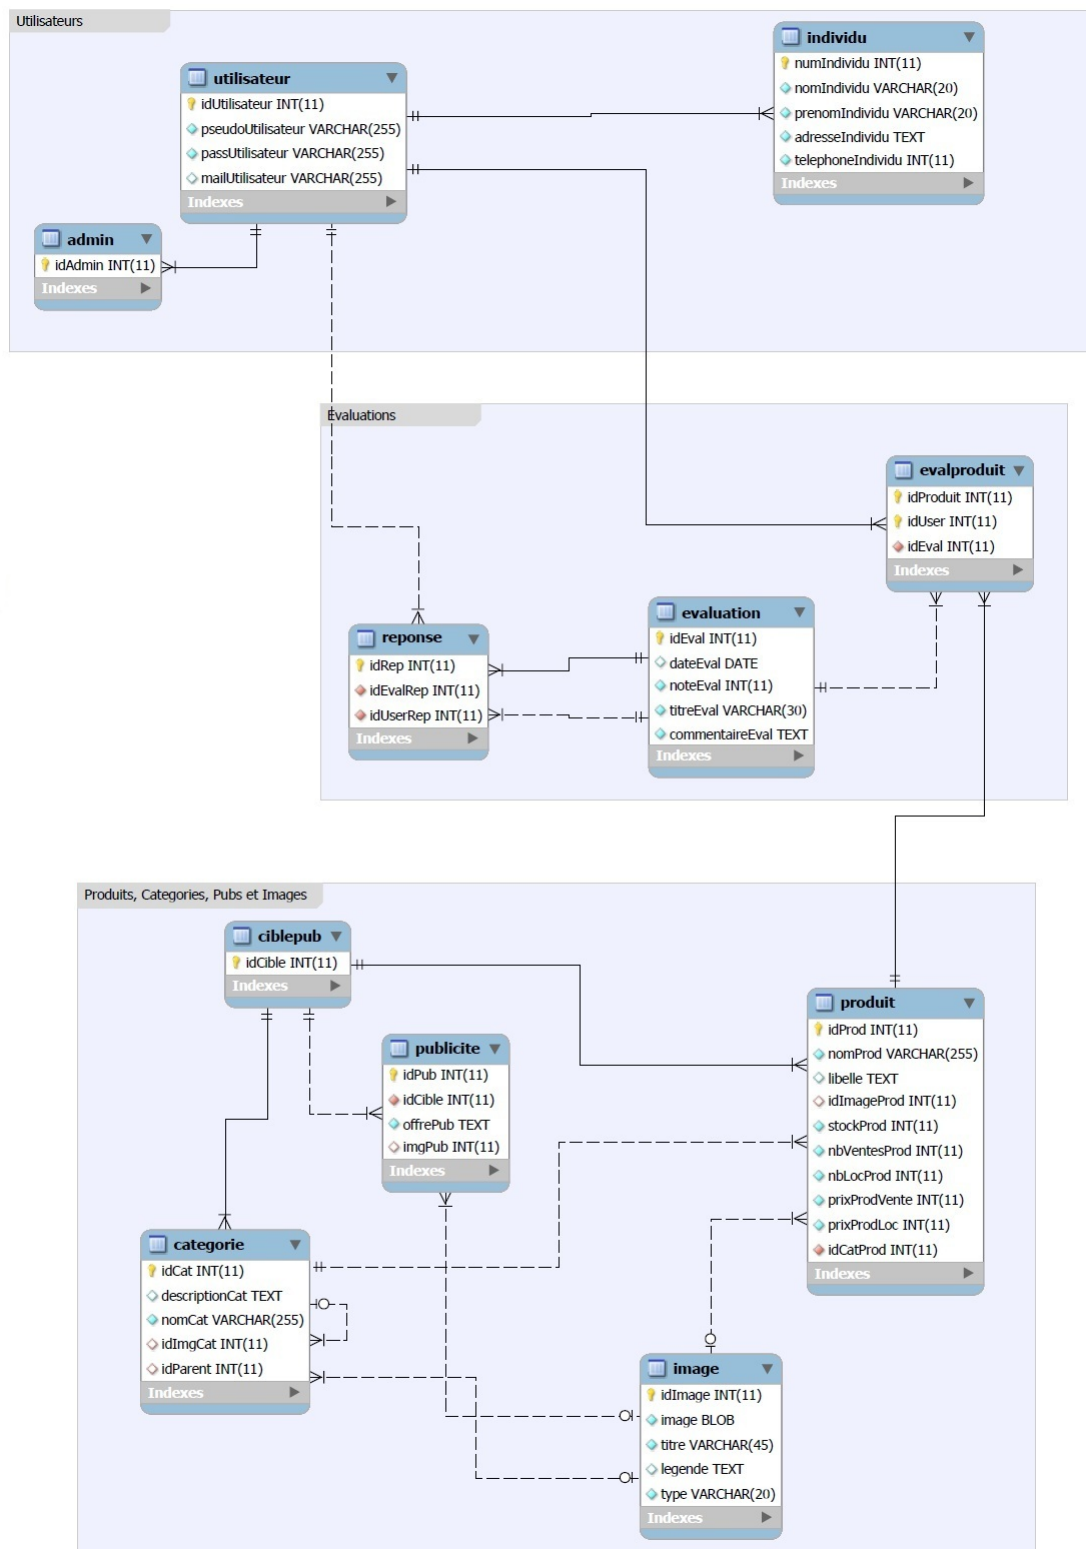 Utilisateurs
utilisateur
idUtilisateur INT(11)
pseudoUtilisateur VARCHAR(255)
passUtilisateur VARCHAR(255)
mailUtilisateur VARCHAR(255)
Indexes
individu
numIndividu INT(11)
nomIndividu VARCHAR(20)
prenomIndividu VARCHAR(20)
adresseIndividu TEXT
telephoneIndividu INT(11)
Indexes
admin
idAdmin INT(11)
Indexes
Evaluations
evalproduit
idProduit INT(11)
idUser INT(11)
idEval INT(11)
Indexes
reponse
idRep INT(11)
idEvalRep INT(11)
idUserRep INT(11)
Indexes
evaluation
idEval INT(11)
dateEval DATE
noteEval INT(11)
titreEval VARCHAR(30)
commentaireEval TEXT
Indexes
Produits, Categories, Pubs et Images
ciblepub
idCible INT(11)
Indexes
publicite
idPub INT(11)
idCible INT(11)
offrePub TEXT
imgPub INT(11)
Indexes
produit
idProd INT(11)
nomProd VARCHAR(255)
libelle TEXT
idImageProd INT(11)
stockProd INT(11)
nbVentesProd INT(11)
nbLocProd INT(11)
prixProdVente INT(11)
prixProdLoc INT(11)
idCatProd INT(11)
Indexes
categorie
idCat INT(11)
descriptionCat TEXT
nomCat VARCHAR(255)
idImgCat INT(11)
idParent INT(11)
Indexes
image
idImage INT(11)
image BLOB
titre VARCHAR(45)
legende TEXT
type VARCHAR(20)
Indexes